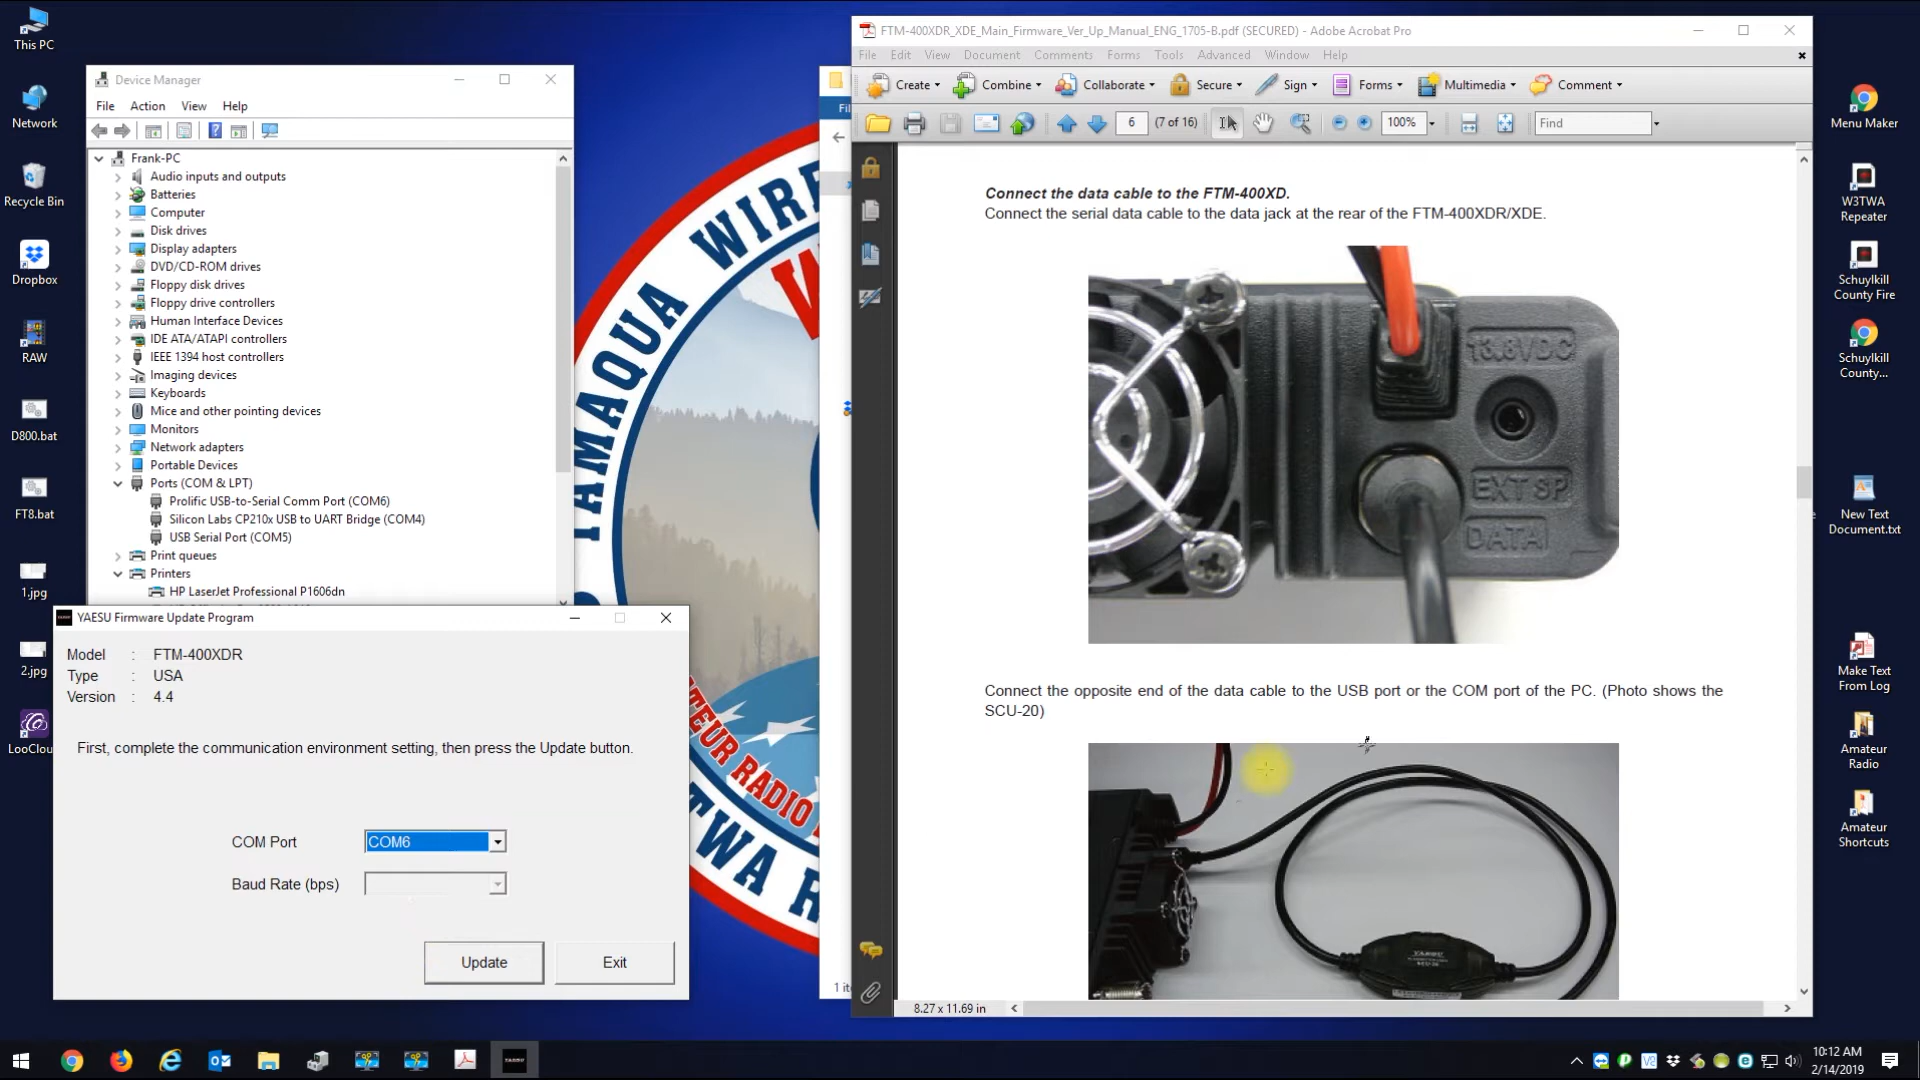 This PC
Network
Recycle Bin
Dropbox
RAW
D800.bat
FT8.bat
1.jpg
2.jpg
LooClou
Device Manager
File Action View Help
Frank-PC
Audio inputs and outputs
Batteries
Computer
Disk drives
Display adapters
DVD/CD-ROM drives
Floppy disk drives
Floppy drive controllers
Human Interface Devices
IDE ATA/ATAPI controllers
IEEE 1394 host controllers
Imaging devices
Keyboards
Mice and other pointing devices
Monitors
Network adapters
Portable Devices
Ports (COM & LPT)
Prolific USB-to-Serial Comm Port (COM6)
Silicon Labs CP210x USB to UART Bridge (COM4)
USB Serial Port (COM5)
Print queues
Printers
HP LaserJet Professional P1606dn
YAESU Firmware Update Program
Model : FTM-400XDR
Type : USA
Version : 4.4
First, complete the communication environment setting, then press the Update button.
COM Port COM6
Baud Rate (bps)
Update Exit
TAMAQUA WIRE
TEUR RADIO
TWA R
Fil
1 it
FTM-400XDR_XDE_Main_Firmware_Ver_Up_Manual_ENG_1705-B.pdf (SECURED) - Adobe Acrobat Pro
File Edit View Document Comments Forms Tools Advanced Window Help
Create Combine Collaborate Secure Sign Forms Multimedia Comment
6 (7 of 16) 100% Find
Connect the data cable to the FTM-400XD.
Connect the serial data cable to the data jack at the rear of the FTM-400XDR/XDE.
13.8VDC
EXT SP
DATA
Connect the opposite end of the data cable to the USB port or the COM port of the PC. (Photo shows the
SCU-20)
YAESU
SCU-20
8.27 x 11.69 in
Menu Maker
W3TWA
Repeater
Schuylkill
County Fire
Schuylkill
County...
New Text
Document.txt
Make Text
From Log
Amateur
Radio
Amateur
Shortcuts
YAESU
10:12 AM
2/14/2019